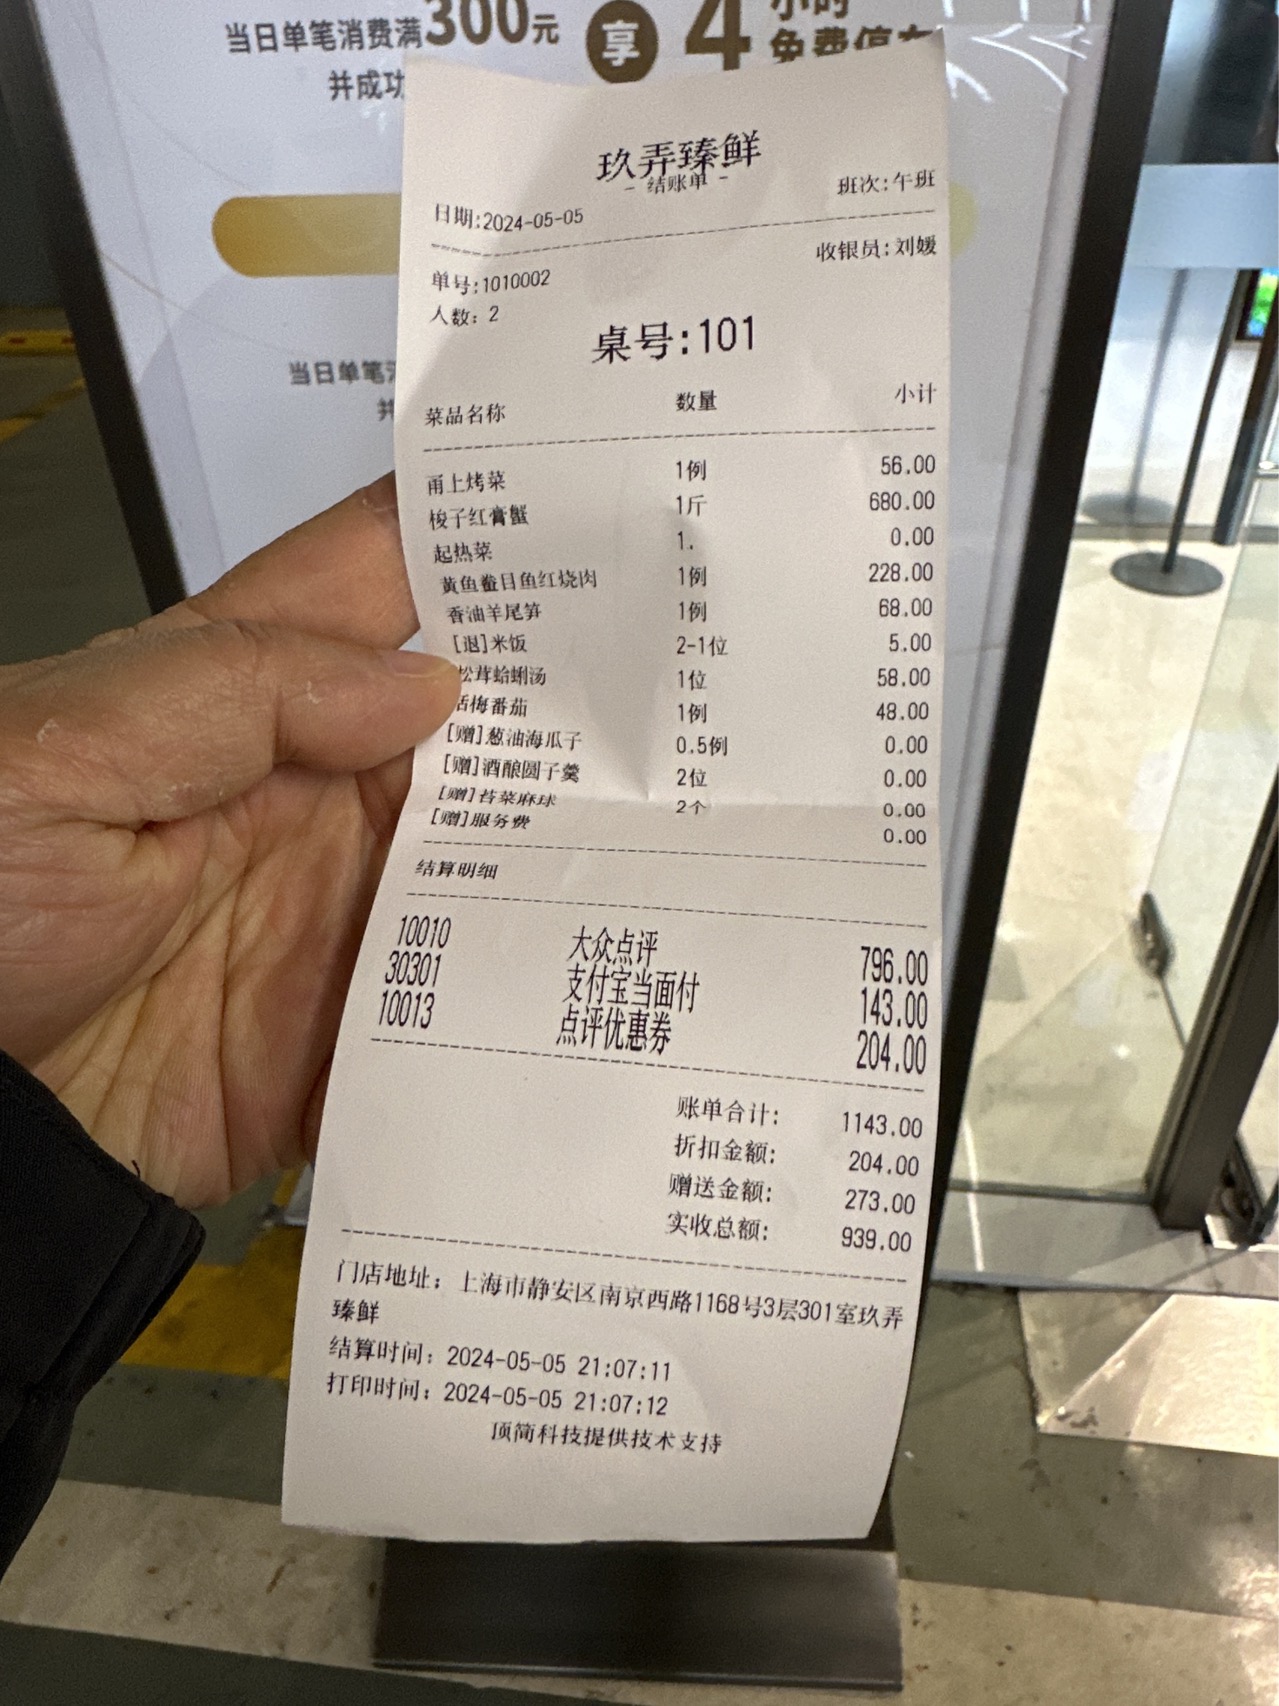 当日单笔消费满300元 享 4 小时
免费停车
并成功
玖弄臻鲜
- 结账单 -
班次:午班
日期:2024-05-05
收银员:刘媛
单号:1010002
人数: 2
桌号:101
当日单笔
并
菜品名称 数量 小计
甬上烤菜 1例 56.00
梭子红膏蟹 1斤 680.00
起热菜 1. 0.00
黄鱼鲞目鱼红烧肉 1例 228.00
香油羊尾笋 1例 68.00
[退]米饭 2-1位 5.00
松茸蛤蜊汤 1位 58.00
话梅番茄 1例 48.00
[赠]葱油海瓜子 0.5例 0.00
[赠]酒酿圆子羹 2位 0.00
[赠]苔菜麻球 2个 0.00
[赠]服务费 0.00
结算明细
10010 大众点评 796.00
30301 支付宝当面付 143.00
10013 点评优惠券 204.00
账单合计: 1143.00
折扣金额: 204.00
赠送金额: 273.00
实收总额: 939.00
门店地址: 上海市静安区南京西路1168号3层301室玖弄
臻鲜
结算时间: 2024-05-05 21:07:11
打印时间: 2024-05-05 21:07:12
顶简科技提供技术支持